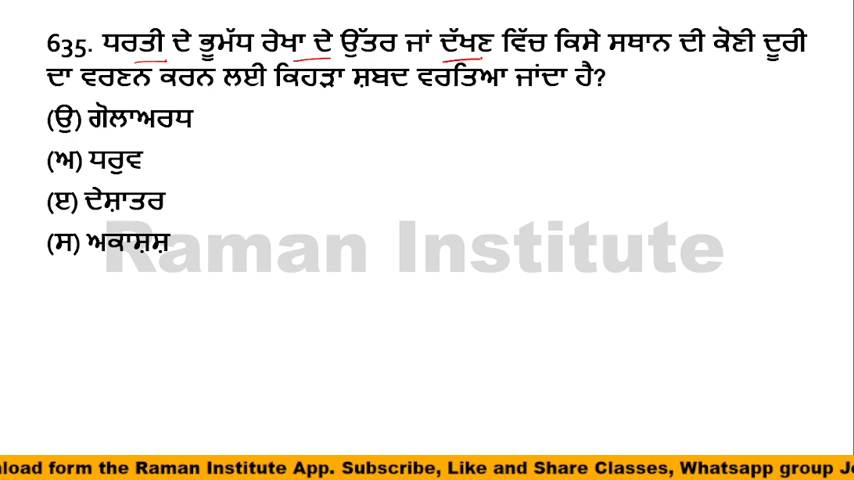 635. ਧਰਤੀ ਦੇ ਭੂਮੱਧ ਰੇਖਾ ਦੇ ਉੱਤਰ ਜਾਂ ਦੱਖਣ ਵਿੱਚ ਕਿਸੇ ਸਥਾਨ ਦੀ ਕੋਣੀ ਦੂਰੀ
ਦਾ ਵਰਣਨ ਕਰਨ ਲਈ ਕਿਹੜਾ ਸ਼ਬਦ ਵਰਤਿਆ ਜਾਂਦਾ ਹੈ?
(ਉ) ਗੋਲਾਅਰਧ
(ਅ) ਧਰੁਵ
(ੲ) ਦੇਸ਼ਾਤਰ
(ਸ) ਅਕਾਸ਼ਸ਼
Raman Institute
nload form the Raman Institute App. Subscribe, Like and Share Classes, Whatsapp group Jo